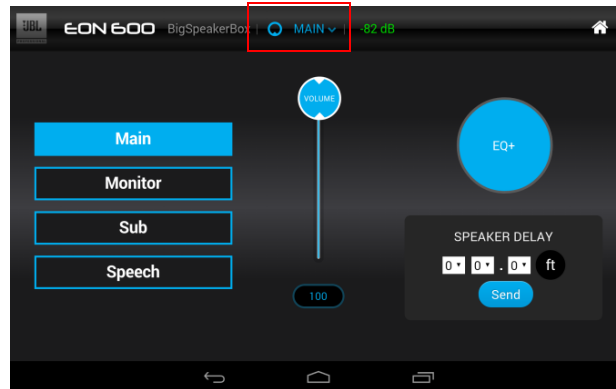 JBL EON 600 BigSpeakerBox | MAIN | -82 dB
VOLUME
Main
Monitor
Sub
Speech
100
EQ+
SPEAKER DELAY
0 0 . 0 ft
Send